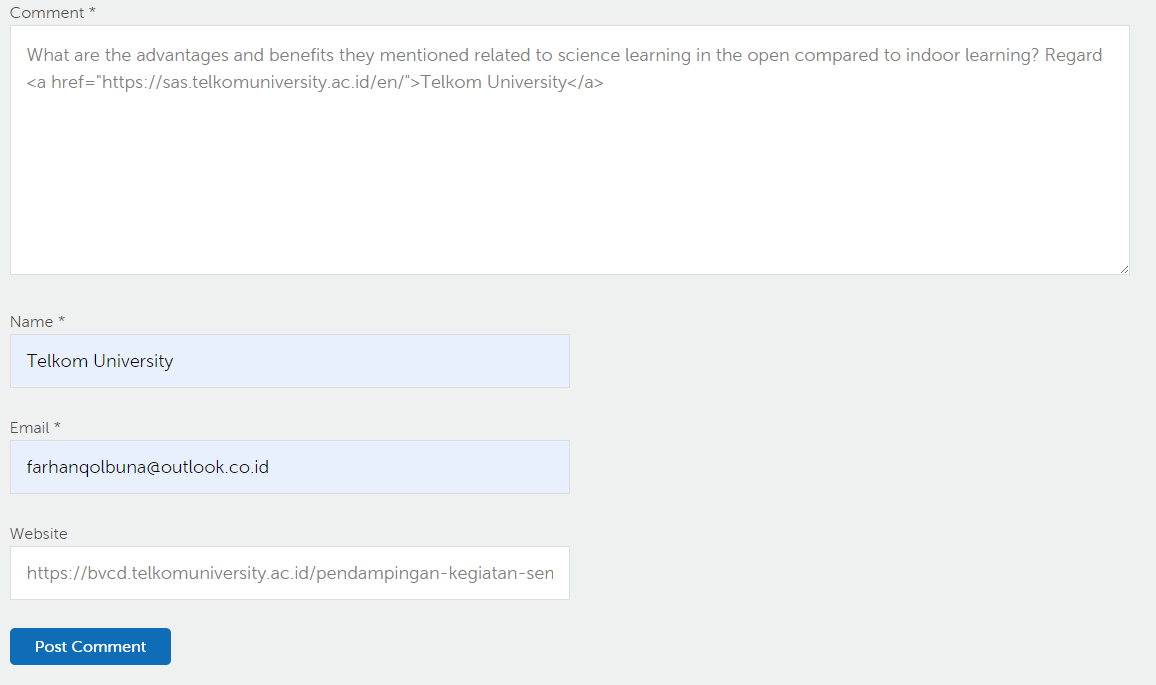 Comment *
What are the advantages and benefits they mentioned related to science learning in the open compared to indoor learning? Regard
<a href="https://sas.telkomuniversity.ac.id/en/">Telkom University</a>
Name *
Telkom University
Email *
farhanqolbuna@outlook.co.id
Website
https://bvcd.telkomuniversity.ac.id/pendampingan-kegiatan-sen
Post Comment